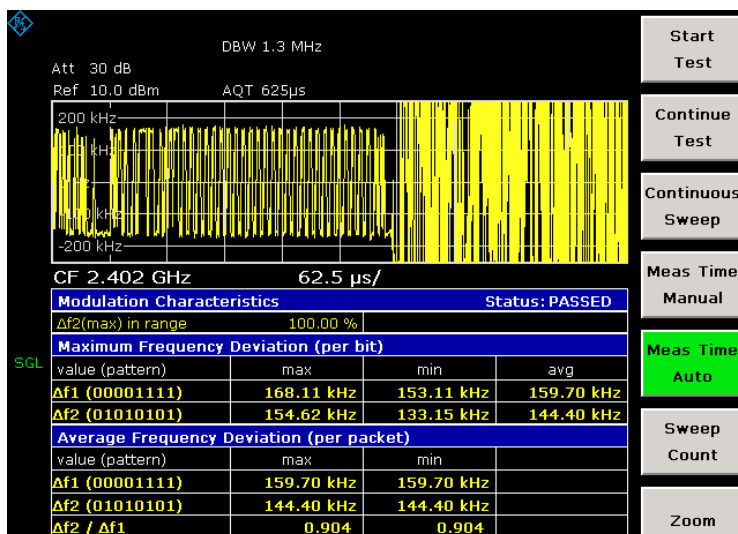 DBW 1.3 MHz
Att 30 dB
Ref 10.0 dBm AQT 625µs
200 kHz
kHz
kHz
-200 kHz
CF 2.402 GHz 62.5 µs/
Modulation Characteristics Status: PASSED
Δf2(max) in range 100.00 %
Maximum Frequency Deviation (per bit)
SGL
value (pattern) max min avg
Δf1 (00001111) 168.11 kHz 153.11 kHz 159.70 kHz
Δf2 (01010101) 154.62 kHz 133.15 kHz 144.40 kHz
Average Frequency Deviation (per packet)
value (pattern) max min
Δf1 (00001111) 159.70 kHz 159.70 kHz
Δf2 (01010101) 144.40 kHz 144.40 kHz
Δf2 / Δf1 0.904 0.904
Start
Test
Continue
Test
Continuous
Sweep
Meas Time
Manual
Meas Time
Auto
Sweep
Count
Zoom